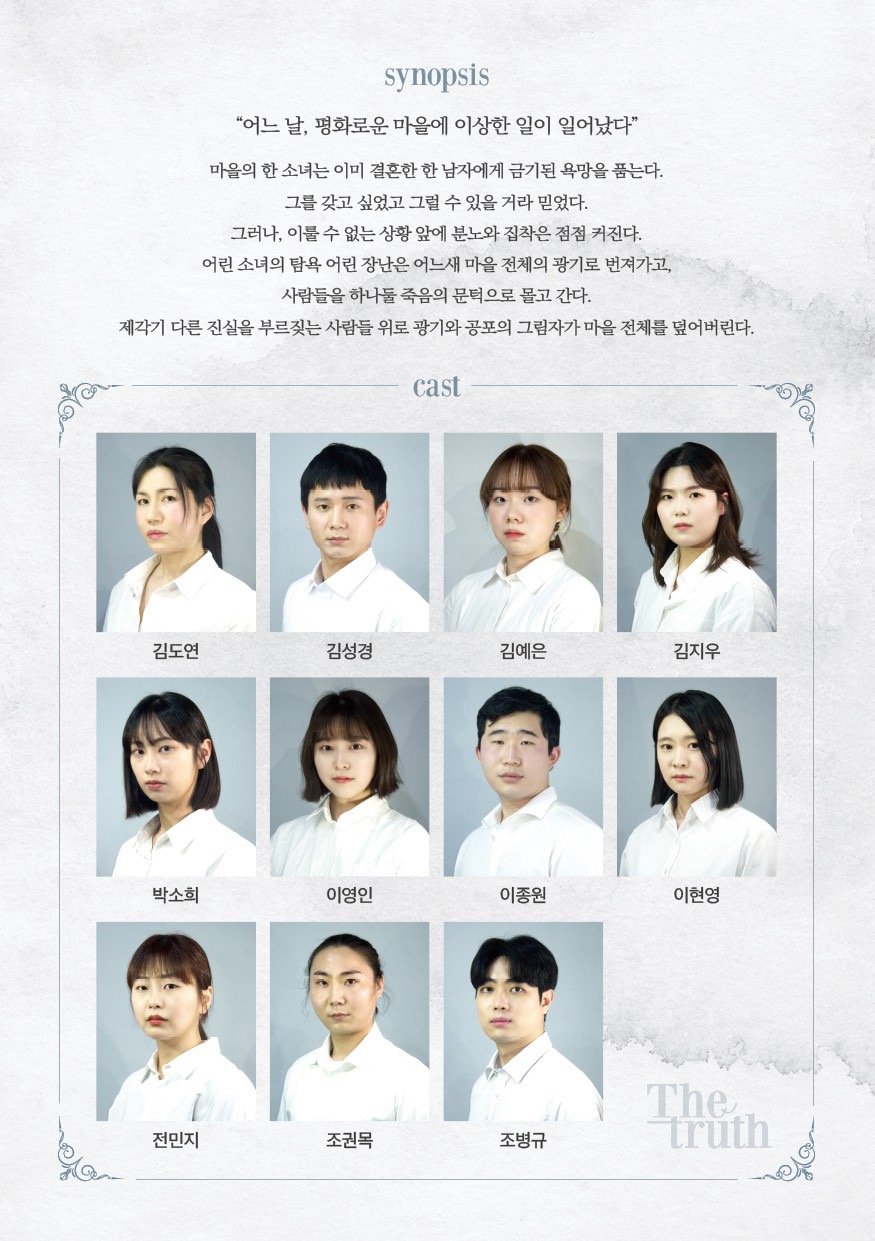 synopsis
“어느 날, 평화로운 마을에 이상한 일이 일어났다”
마을의 한 소녀는 이미 결혼한 한 남자에게 금기된 욕망을 품는다.
그를 갖고 싶었고 그럴 수 있을 거라 믿었다.
그러나, 이룰 수 없는 상황 앞에 분노와 집착은 점점 커진다.
어린 소녀의 탐욕 어린 장난은 어느새 마을 전체의 광기로 번져가고,
사람들을 하나둘 죽음의 문턱으로 몰고 간다.
제각기 다른 진실을 부르짖는 사람들 위로 광기와 공포의 그림자가 마을 전체를 덮어버린다.
cast
김도연 김성경 김예은 김지우
박소희 이영인 이종원 이현영
전민지 조권목 조병규
The
truth